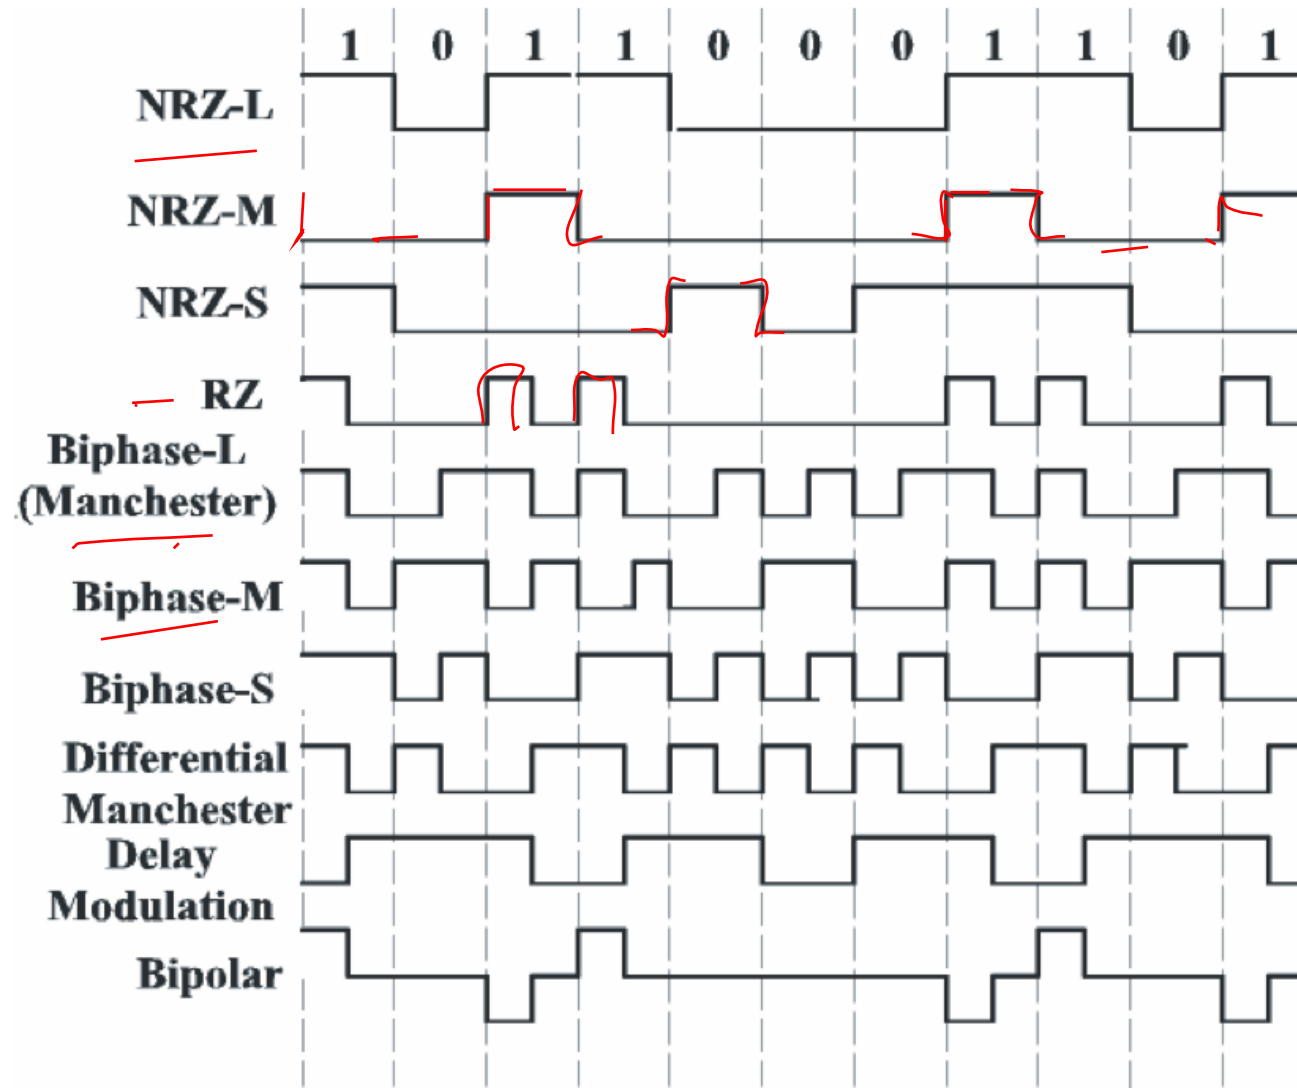 1 0 1 1 0 0 0 1 1 0 1
NRZ-L
NRZ-M
NRZ-S
RZ
Biphase-L
(Manchester)
Biphase-M
Biphase-S
Differential
Manchester
Delay
Modulation
Bipolar